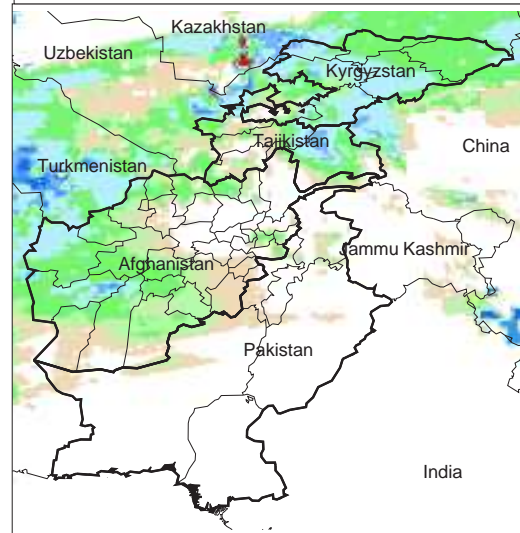 Kazakhstan
Uzbekistan
Kyrgyzstan
Tajikistan
China
Turkmenistan
Jammu Kashmir
Afghanistan
Pakistan
India